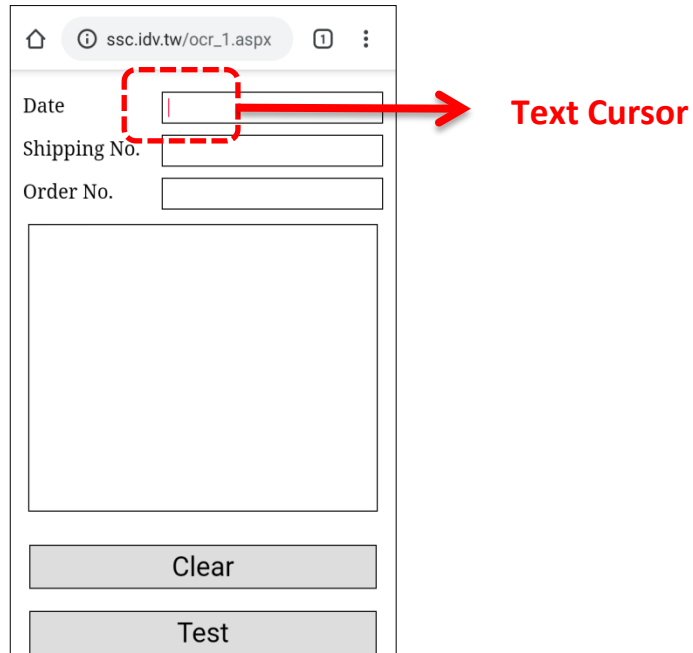 ssc.idv.tw/ocr_1.aspx 1
Date
Text Cursor
Shipping No.
Order No.
Clear
Test